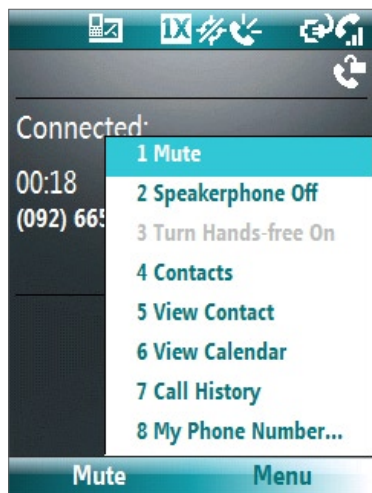 1X
Connected:
00:18
(092) 665
1 Mute
2 Speakerphone Off
3 Turn Hands-free On
4 Contacts
5 View Contact
6 View Calendar
7 Call History
8 My Phone Number...
Mute
Menu